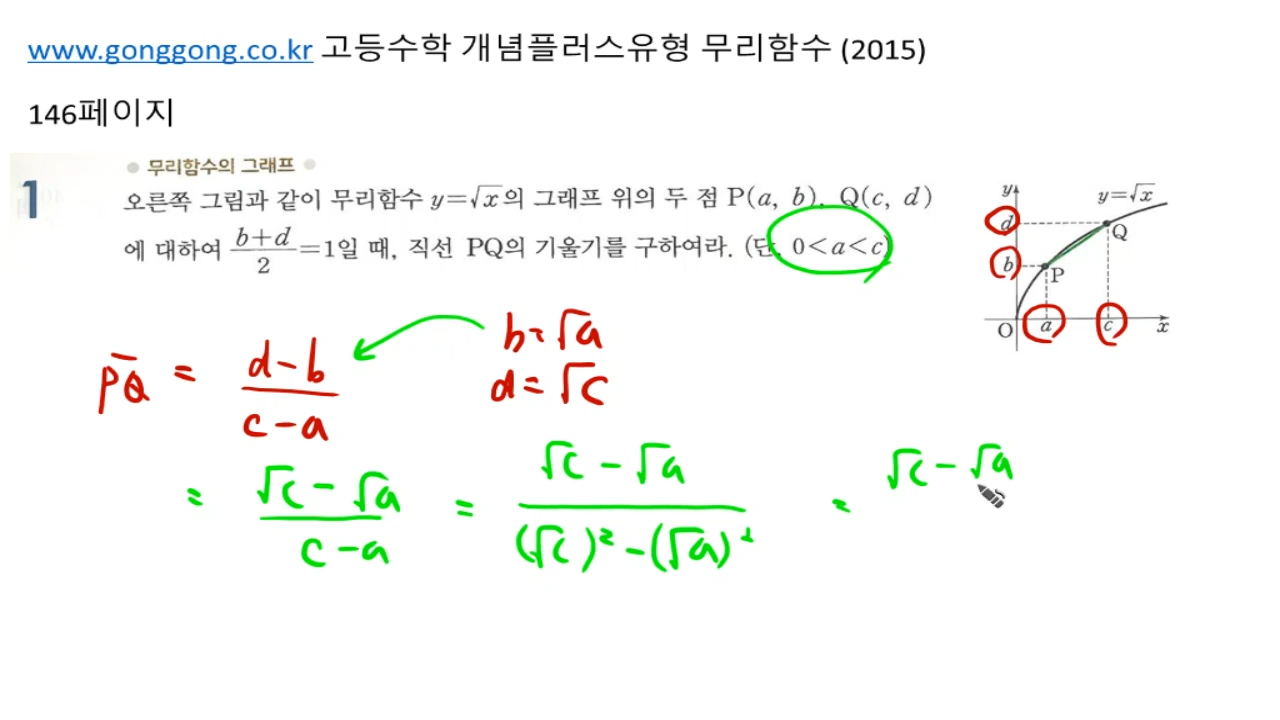 www.gonggong.co.kr 고등수학 개념플러스유형 무리함수 (2015)
146페이지
무리함수의 그래프
1
오른쪽 그림과 같이 무리함수 y=√x의 그래프 위의 두 점 P(a, b), Q(c, d)
에 대하여 (b+d)/2=1일 때, 직선 PQ의 기울기를 구하여라. (단, 0<a<c)
y
y=√x
d
Q
b
P
O
a
c
x
b=√a
d=√c
PQ = (d-b)/(c-a)
= (√c-√a)/(c-a) = (√c-√a)/((√c)²-(√a)²) = √c-√a